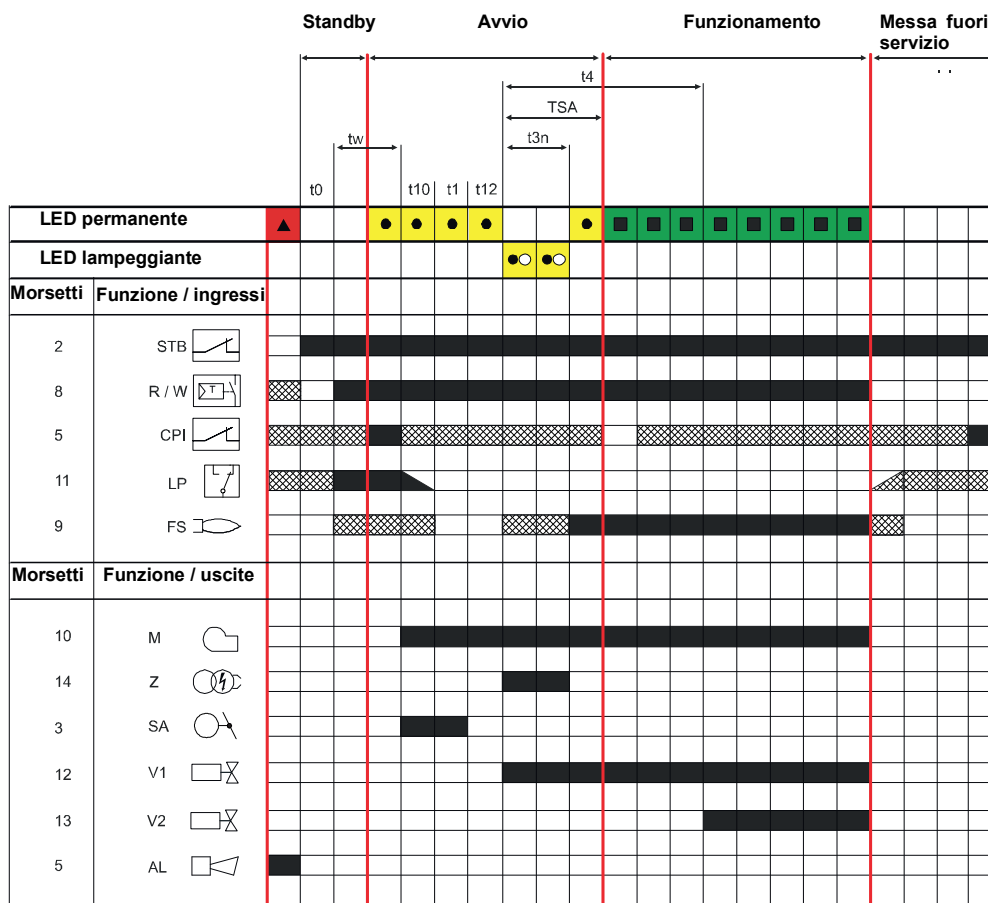 Standby Avvio Funzionamento Messa fuori servizio
t4
TSA
tw t3n
t0 t10 t1 t12
LED permanente
LED lampeggiante
Morsetti Funzione / ingressi
2 STB
8 R / W T
5 CPI
11 LP
9 FS
Morsetti Funzione / uscite
10 M
14 Z
3 SA
12 V1
13 V2
5 AL